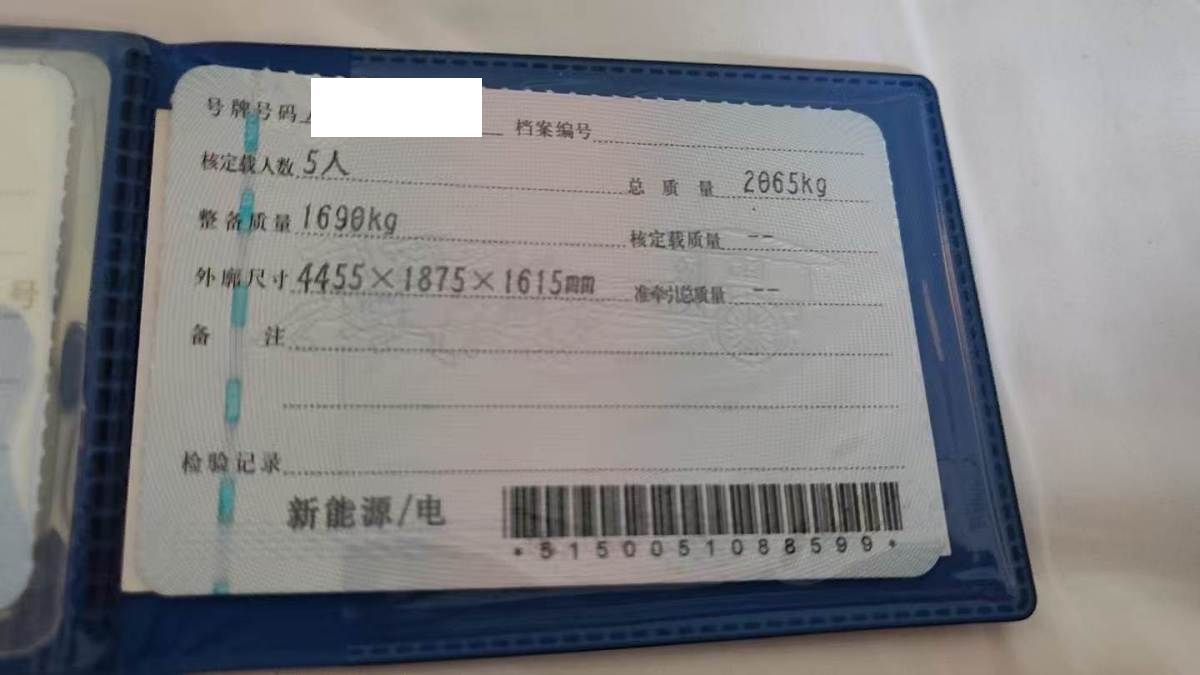 号牌号码 档案编号
核定载人数 5人 总质量 2065kg
整备质量 1690kg 核定载质量 --
外廓尺寸 4455×1875×1615mm 准牵引总质量 --
备注
检验记录
新能源/电
*5150051088599*